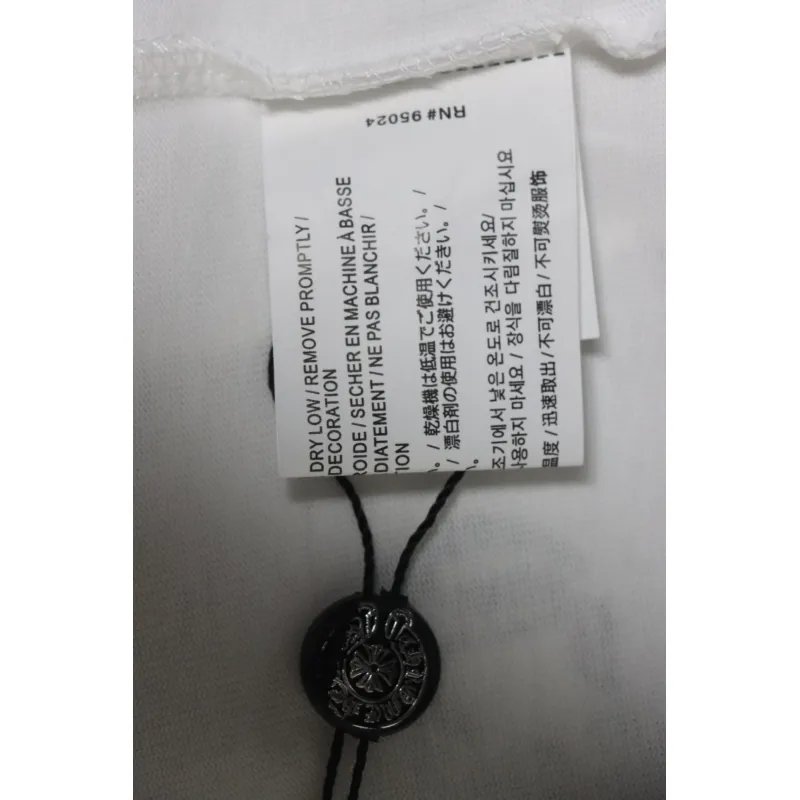 RN# 95024
DRY LOW / REMOVE PROMPTLY /
DECORATION
ROIDE / SECHER EN MACHINE À BASSE
DIATEMENT / NE PAS BLANCHIR /
TION
。 / 乾燥機は低温でご使用ください。 /
/ 漂白剤の使用はお避けください。 /
。
조기에서 낮은 온도로 건조시키세요/
사용하지 마세요 / 장식을 다림질하지 마십시요
温度 / 迅速取出 / 不可漂白 / 不可熨烫服饰